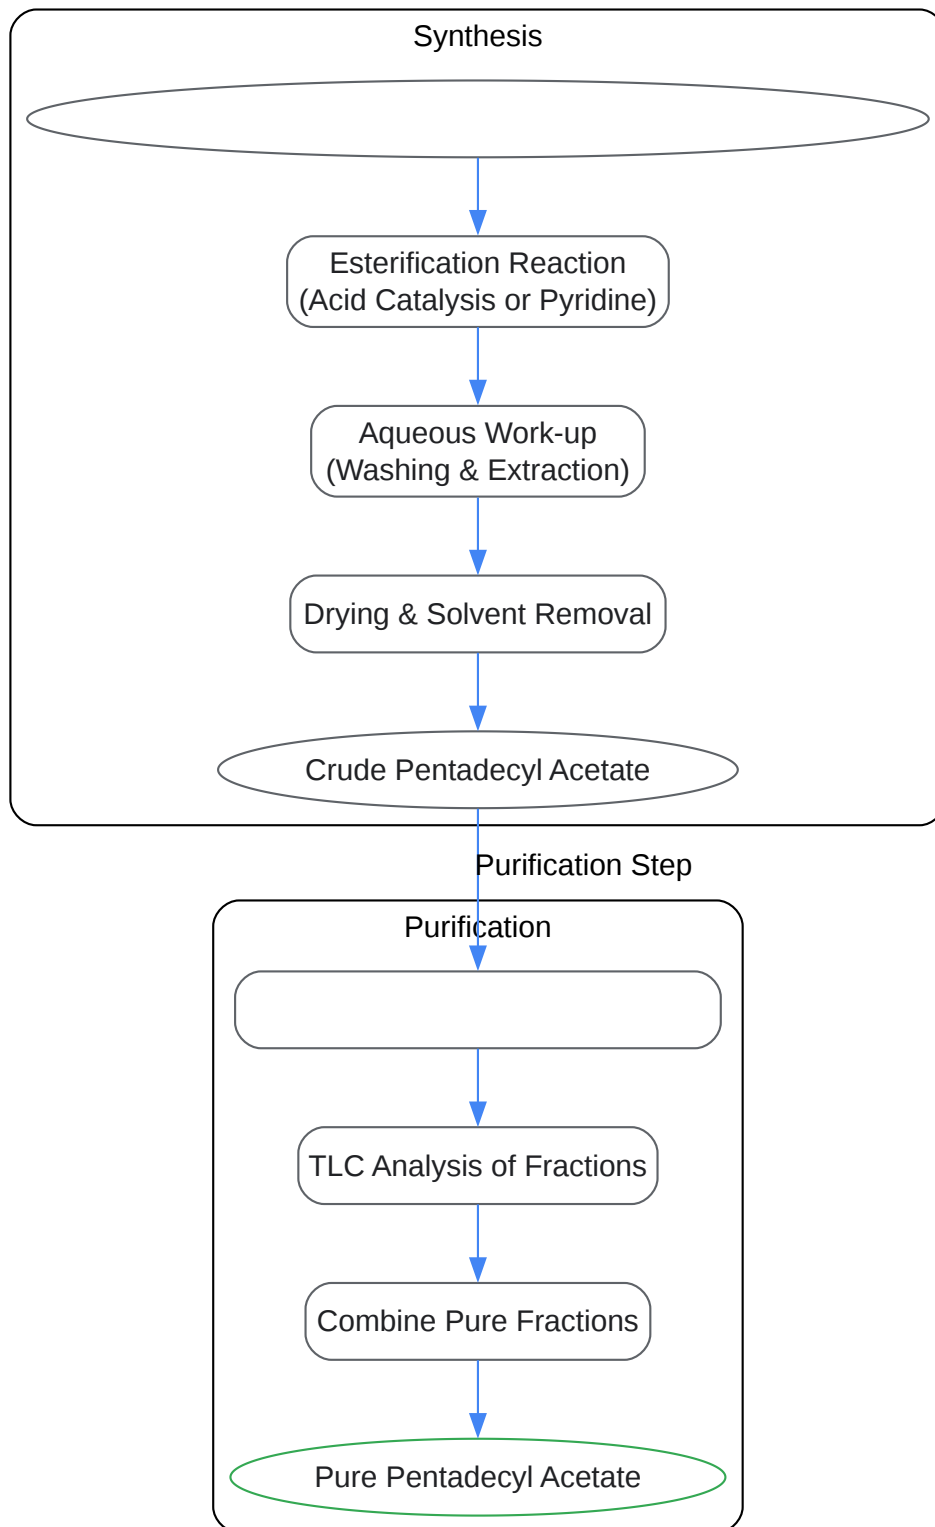 Synthesis
Esterification Reaction
(Acid Catalysis or Pyridine)
Aqueous Work-up
(Washing & Extraction)
Drying & Solvent Removal
Crude Pentadecyl Acetate
Purification Step
Purification
TLC Analysis of Fractions
Combine Pure Fractions
Pure Pentadecyl Acetate